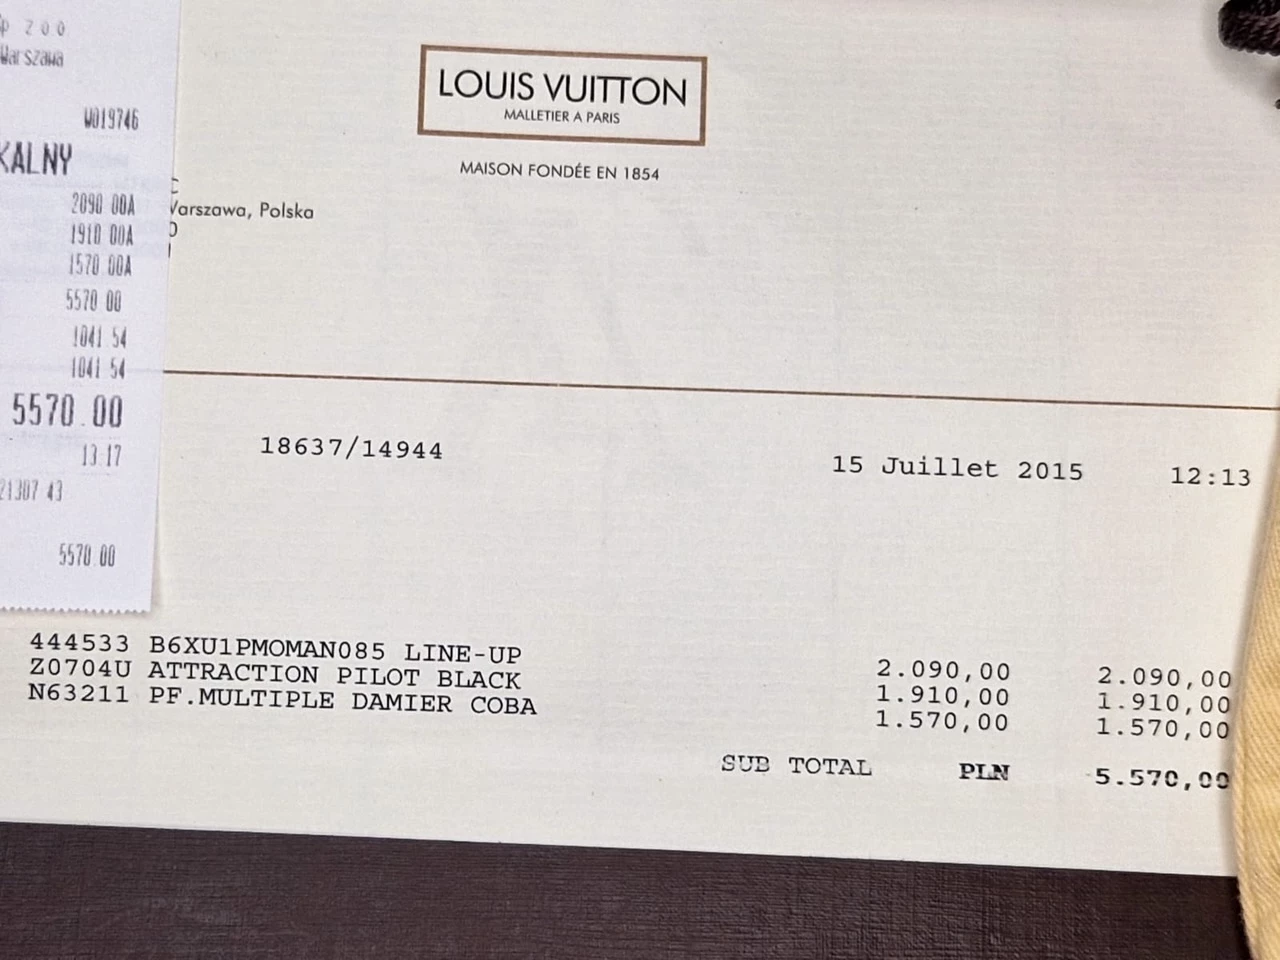 P Z O O
Warszawa
W019746
KALNY
2090 00A
1910 00A
1570 00A
5570 00
1041 54
1041 54
5570.00
13 17
21307 43
5570.00
LOUIS VUITTON
MALLETIER A PARIS
MAISON FONDÉE EN 1854
Warszawa, Polska
18637/14944 15 Juillet 2015 12:13
444533 B6XU1PMOMAN085 LINE-UP 2.090,00 2.090,00
Z0704U ATTRACTION PILOT BLACK 1.910,00 1.910,00
N63211 PF.MULTIPLE DAMIER COBA 1.570,00 1.570,00
SUB TOTAL PLN 5.570,00